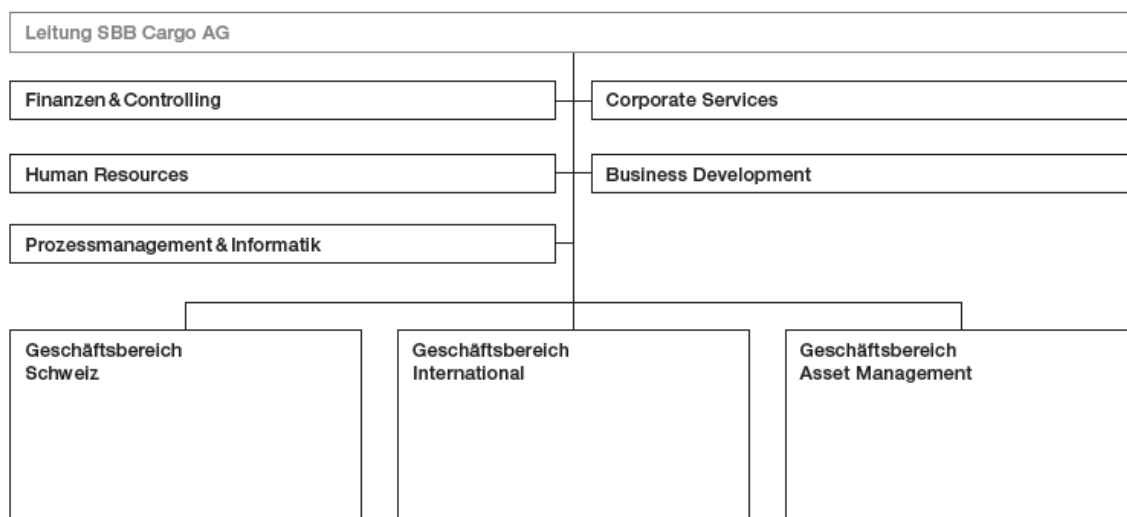 Leitung SBB Cargo AG
Finanzen & Controlling
Corporate Services
Human Resources
Business Development
Prozessmanagement & Informatik
Geschäftsbereich
Schweiz
Geschäftsbereich
International
Geschäftsbereich
Asset Management